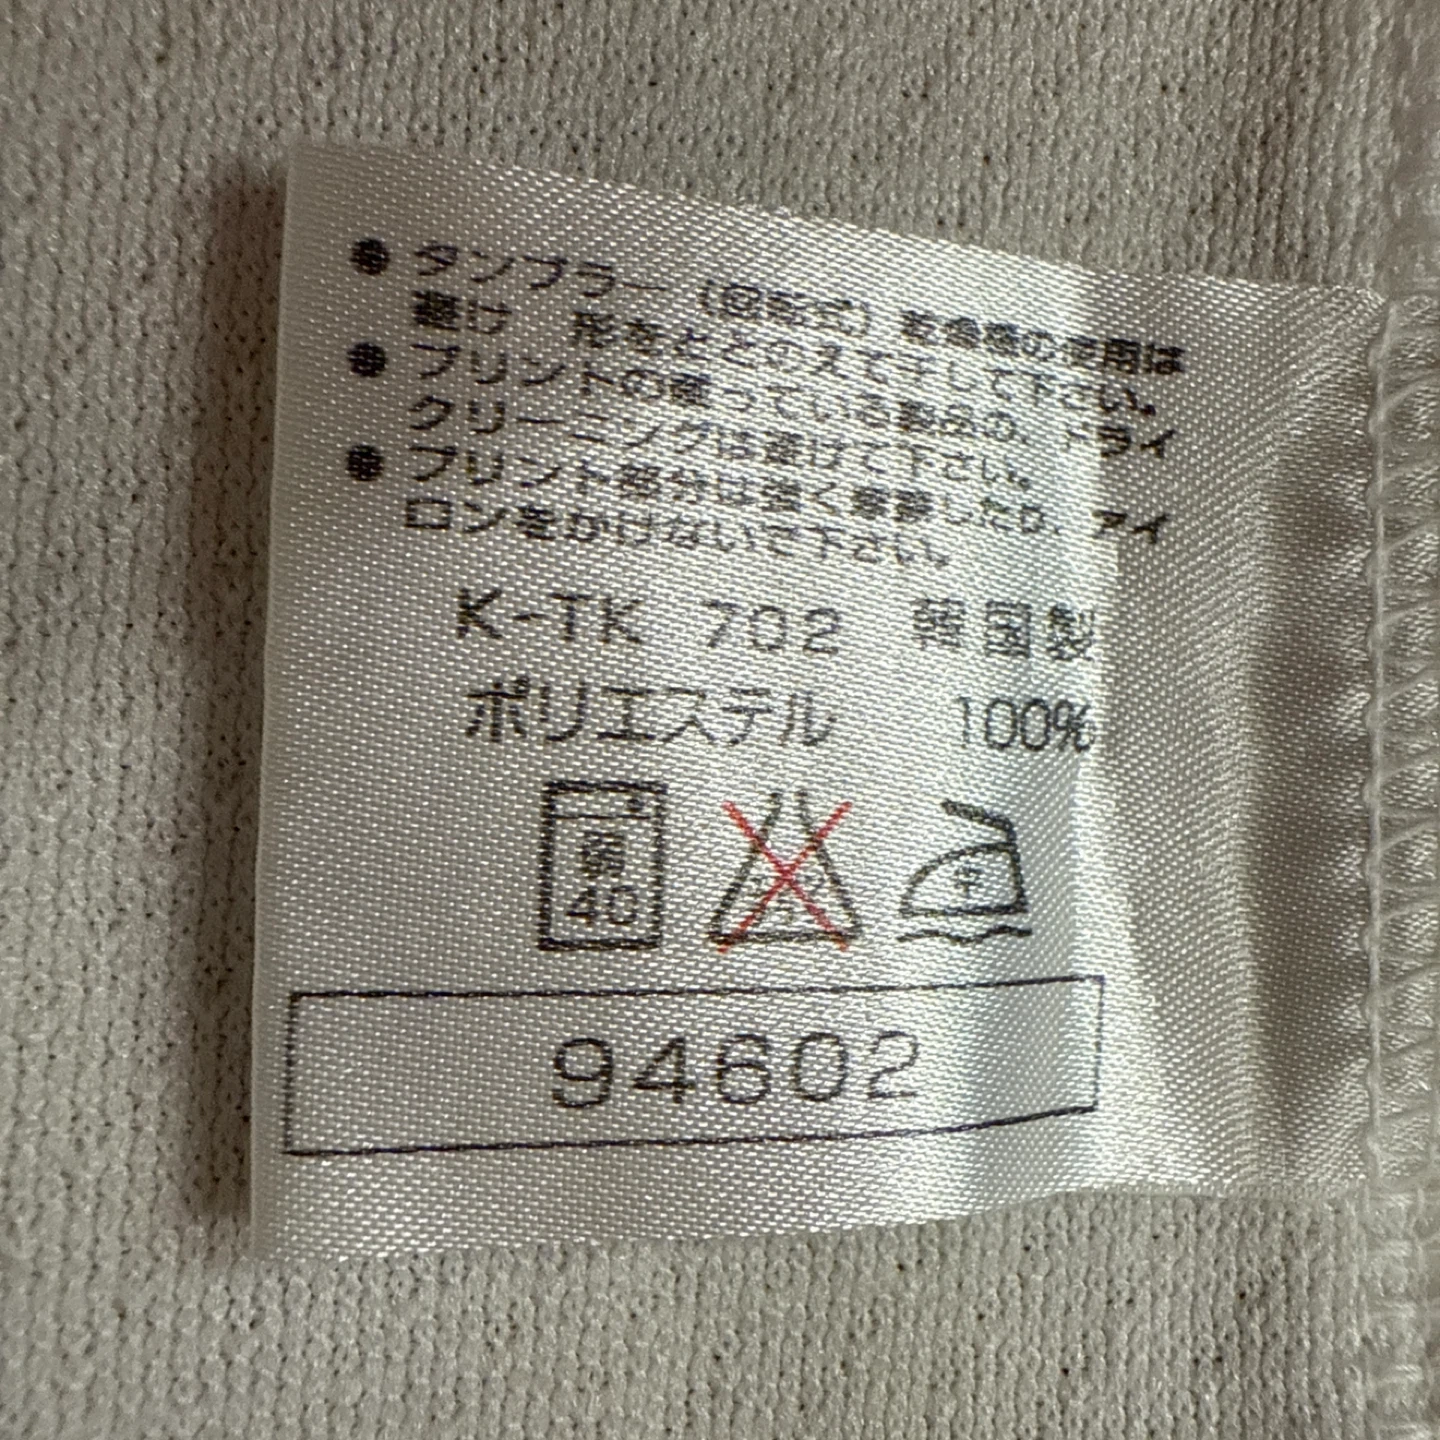 ● タンブラー（回転式）乾燥機の使用は
避け 形をととのえて干して下さい。
● プリントの載っている製品の、ドライ
クリーニングは避けて下さい。
● プリント部分は強く摩擦したり、アイ
ロンをかけないで下さい。
K-TK 702 韓国製
ポリエステル 100%
弱
40
中
94602